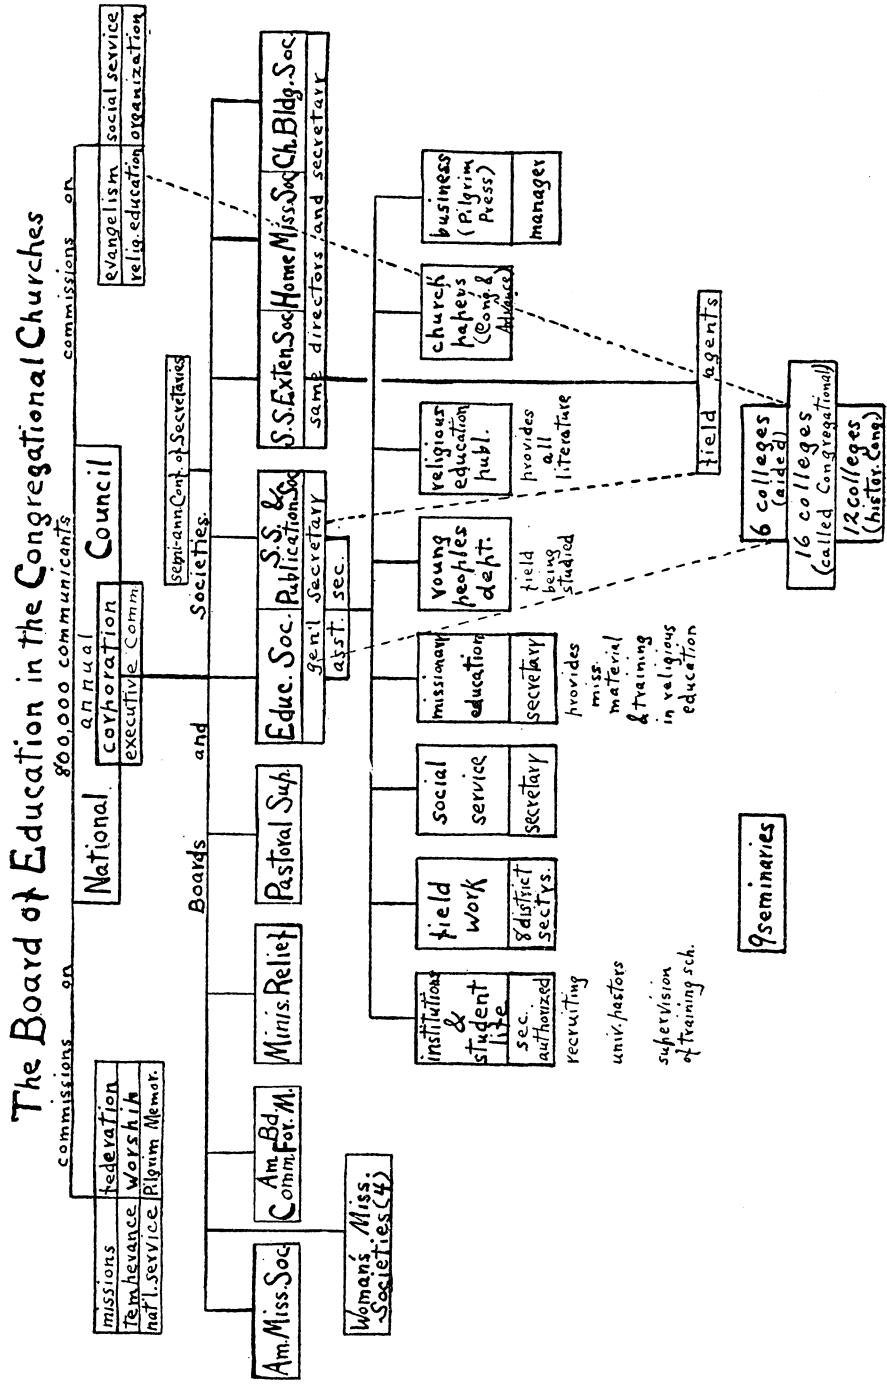 The Board of Education in the Congregational Churches
800,000 communicants
commissions on
commissions on
missions
federation
Temperance
Worship
nat'l. service
Pilgrim Memor.
National
annual
Council
corporation
executive Comm.
evangelism
social service
relig. education
organization
semi-ann Conf. of Secretaries
Boards and Societies
Am. Miss. Soc.
Am. Bd.
Comm For. M.
Minis. Relief
Pastoral Sup.
Educ. Soc.
S.S. &
Publication Soc
gen'l secretary
asst. sec.
S.S. Exten. Soc
Home Miss. Soc
Ch. Bldg. Soc.
same directors and secretary
Woman's Miss.
Societies (4)
institutions
&
student
life
sec.
authorized
recruiting
univ. pastors
supervision
of training sch.
field
work
8 district
sectrs.
social
service
secretary
missionary
education
secretary
provides
miss.
material
& training
in religious
education
young
peoples
dept.
field
being
studied
religious
education
publ.
provides
all
literature
church
papers
(Cong. &
Advance)
business
(Pilgrim
Press)
manager
field agents
9 seminaries
6 colleges
(aided)
16 colleges
(called Congregational)
12 colleges
(histor. Cong.)